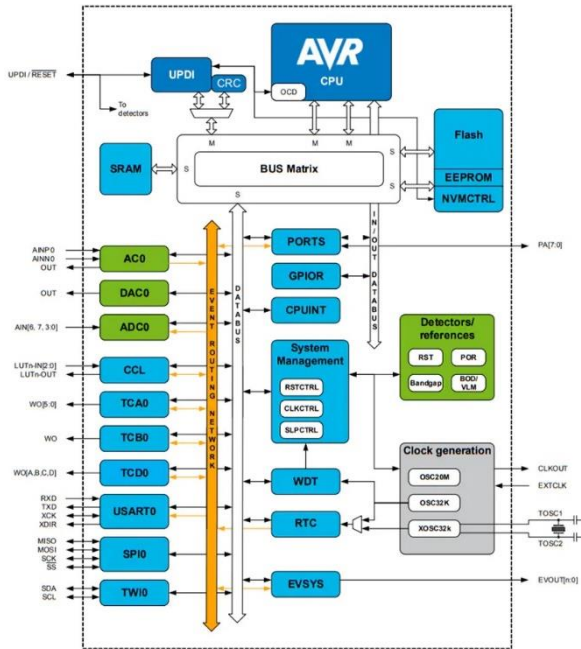 AVR
CPU
OCD
UPDI / RESET
UPDI
CRC
To
detectors
M
M
M
Flash
EEPROM
NVMCTRL
SRAM
S
BUS Matrix
S
S
S
AINP0
AINN0
OUT
AC0
PORTS
PA[7:0]
GPIOR
OUT
DAC0
CPUINT
AIN[6, 7, 3:0]
ADC0
EVENT ROUTING NETWORK
DATABUS
IN/OUT DATABUS
System
Management
RSTCTRL
CLKCTRL
SLPCTRL
Detectors/
references
RST
POR
Bandgap
BOD/
VLM
LUTn-IN[2:0]
LUTn-OUT
CCL
WO[5:0]
TCA0
WO
TCB0
WO[A,B,C,D]
TCD0
WDT
Clock generation
OSC20M
OSC32K
XOSC32k
CLKOUT
EXTCLK
TOSC1
TOSC2
RXD
TXD
XCK
XDIR
USART0
RTC
MISO
MOSI
SCK
SS
SPI0
SDA
SCL
TWI0
EVSYS
EVOUT[n:0]